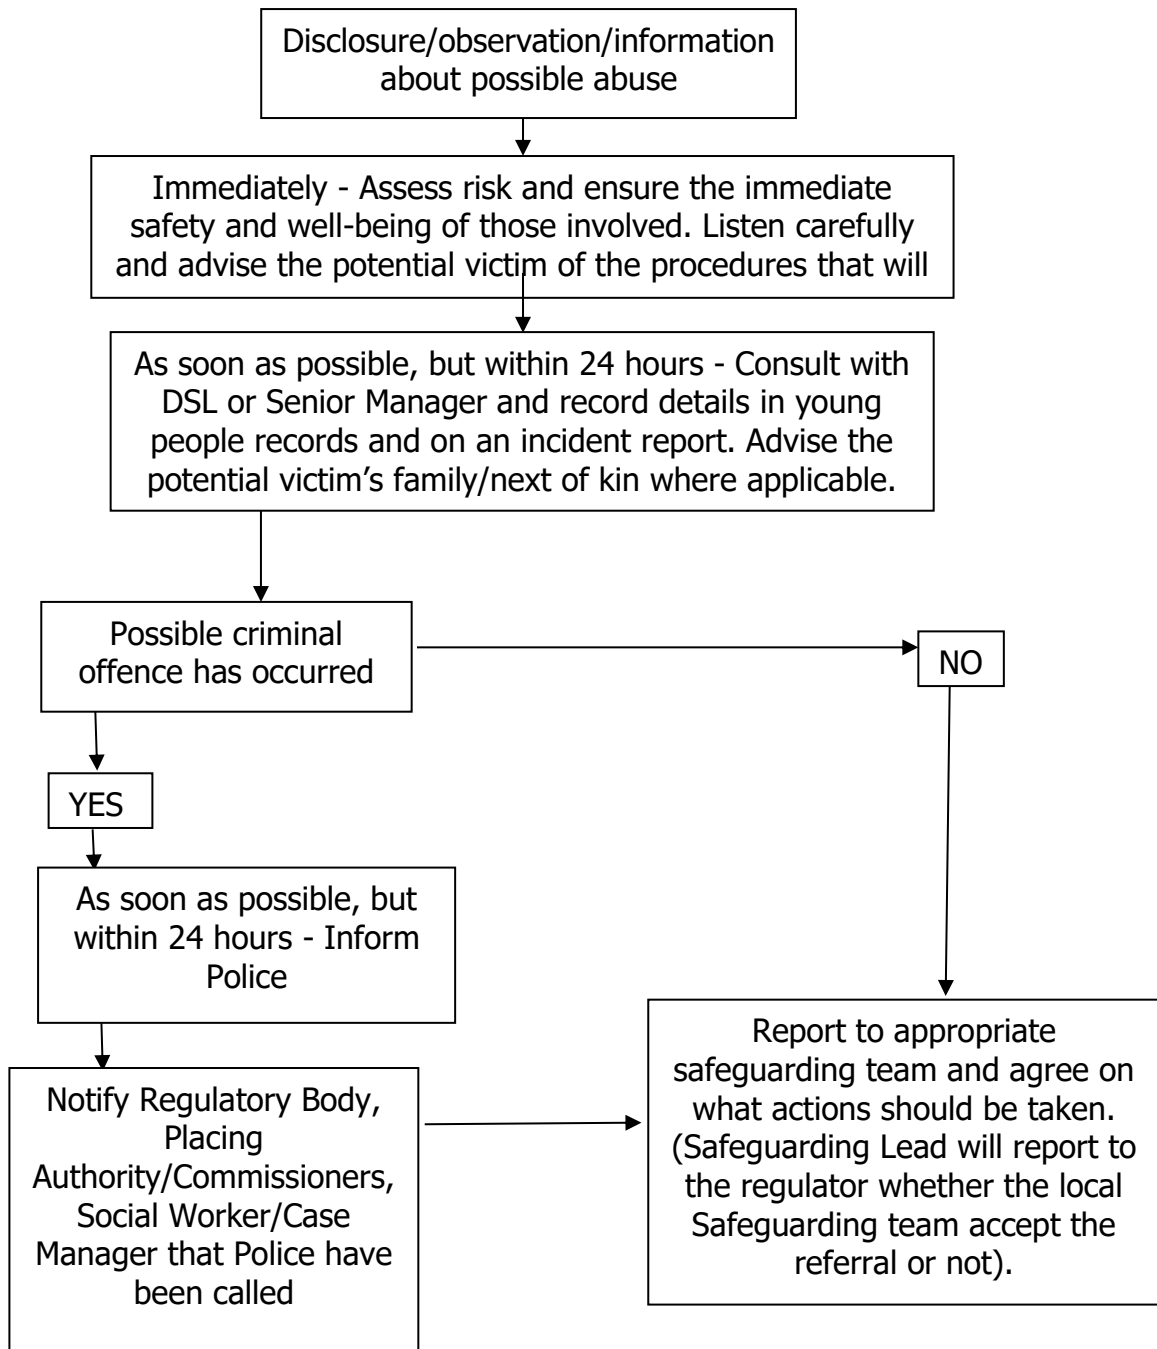 Disclosure/observation/information
about possible abuse
Immediately - Assess risk and ensure the immediate
safety and well-being of those involved. Listen carefully
and advise the potential victim of the procedures that will
As soon as possible, but within 24 hours - Consult with
DSL or Senior Manager and record details in young
people records and on an incident report. Advise the
potential victim’s family/next of kin where applicable.
Possible criminal
offence has occurred
NO
YES
As soon as possible, but
within 24 hours - Inform
Police
Notify Regulatory Body,
Placing
Authority/Commissioners,
Social Worker/Case
Manager that Police have
been called
Report to appropriate
safeguarding team and agree on
what actions should be taken.
(Safeguarding Lead will report to
the regulator whether the local
Safeguarding team accept the
referral or not).